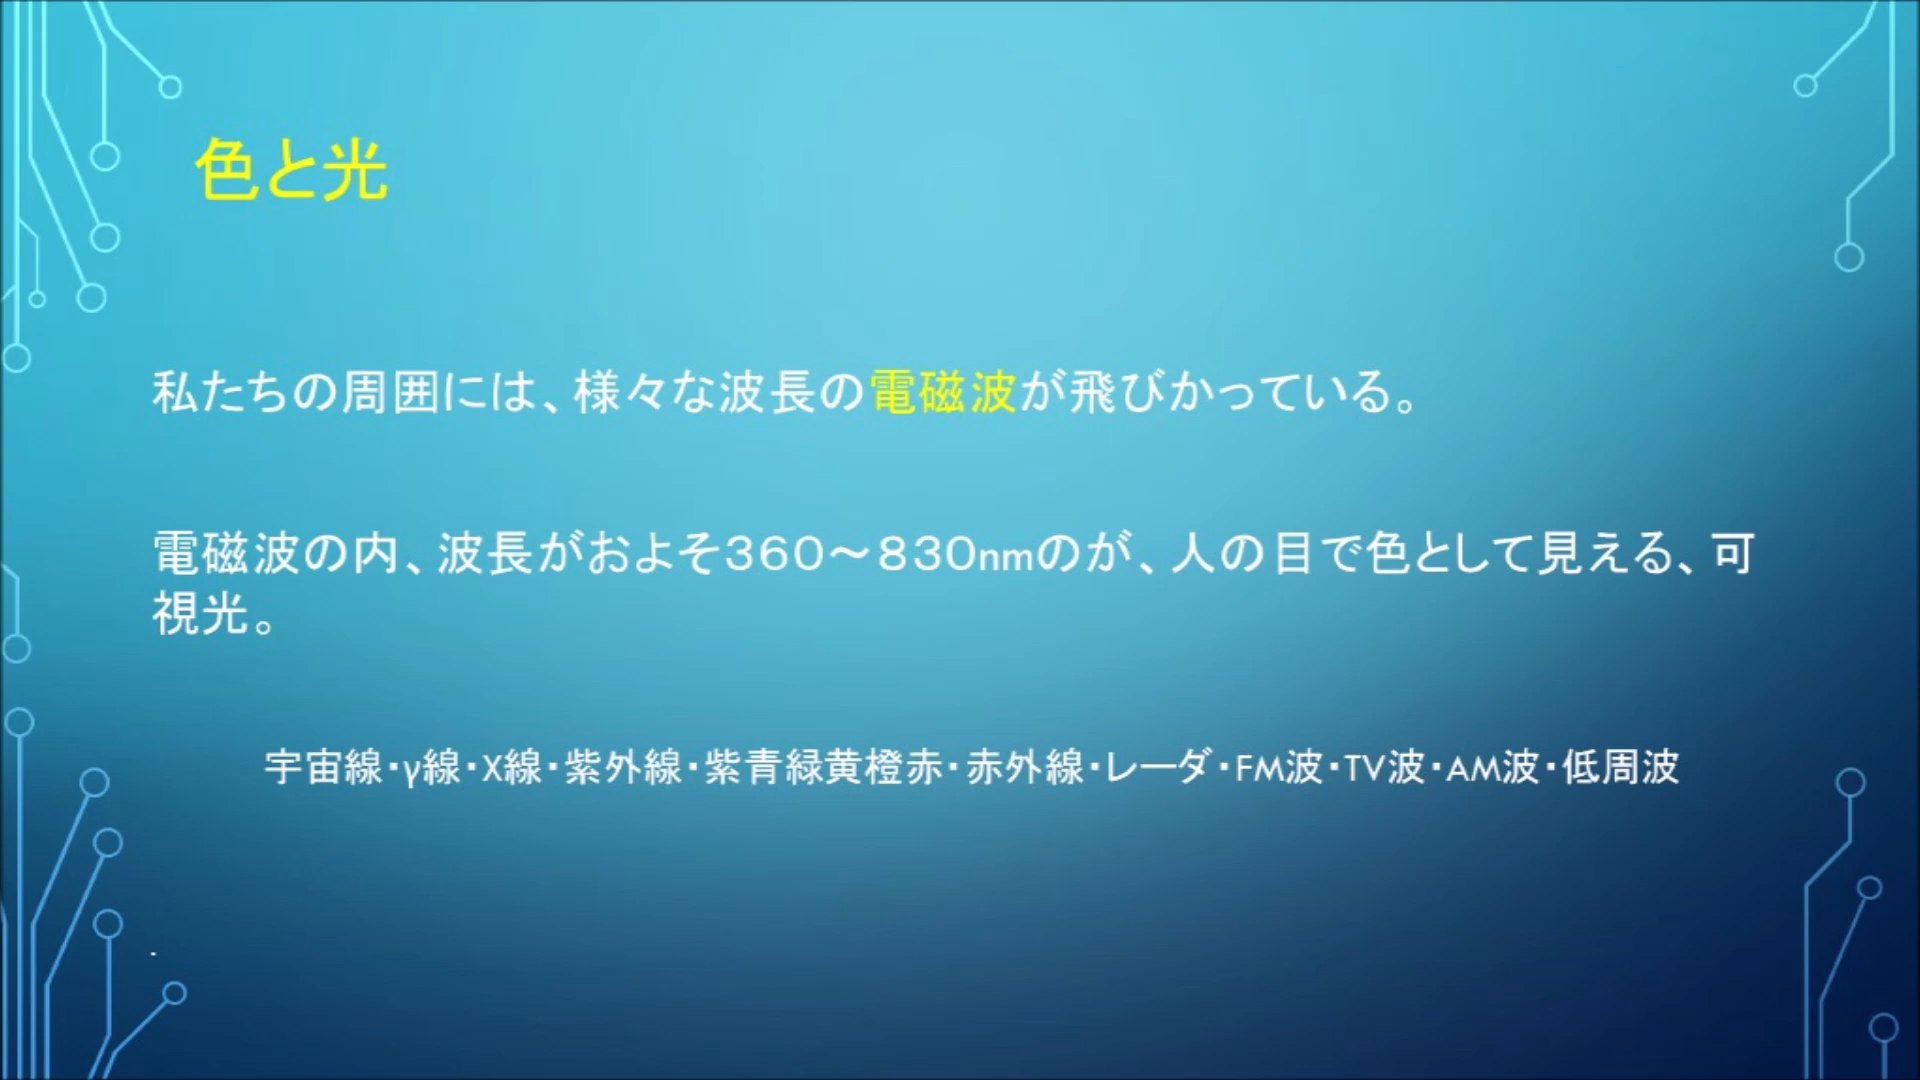 色と光
私たちの周囲には、様々な波長の電磁波が飛びかっている。
電磁波の内、波長がおよそ３６０～８３０nmのが、人の目で色として見える、可
視光。
宇宙線・γ線・X線・紫外線・紫青緑黄橙赤・赤外線・レーダ・FM波・TV波・AM波・低周波
.